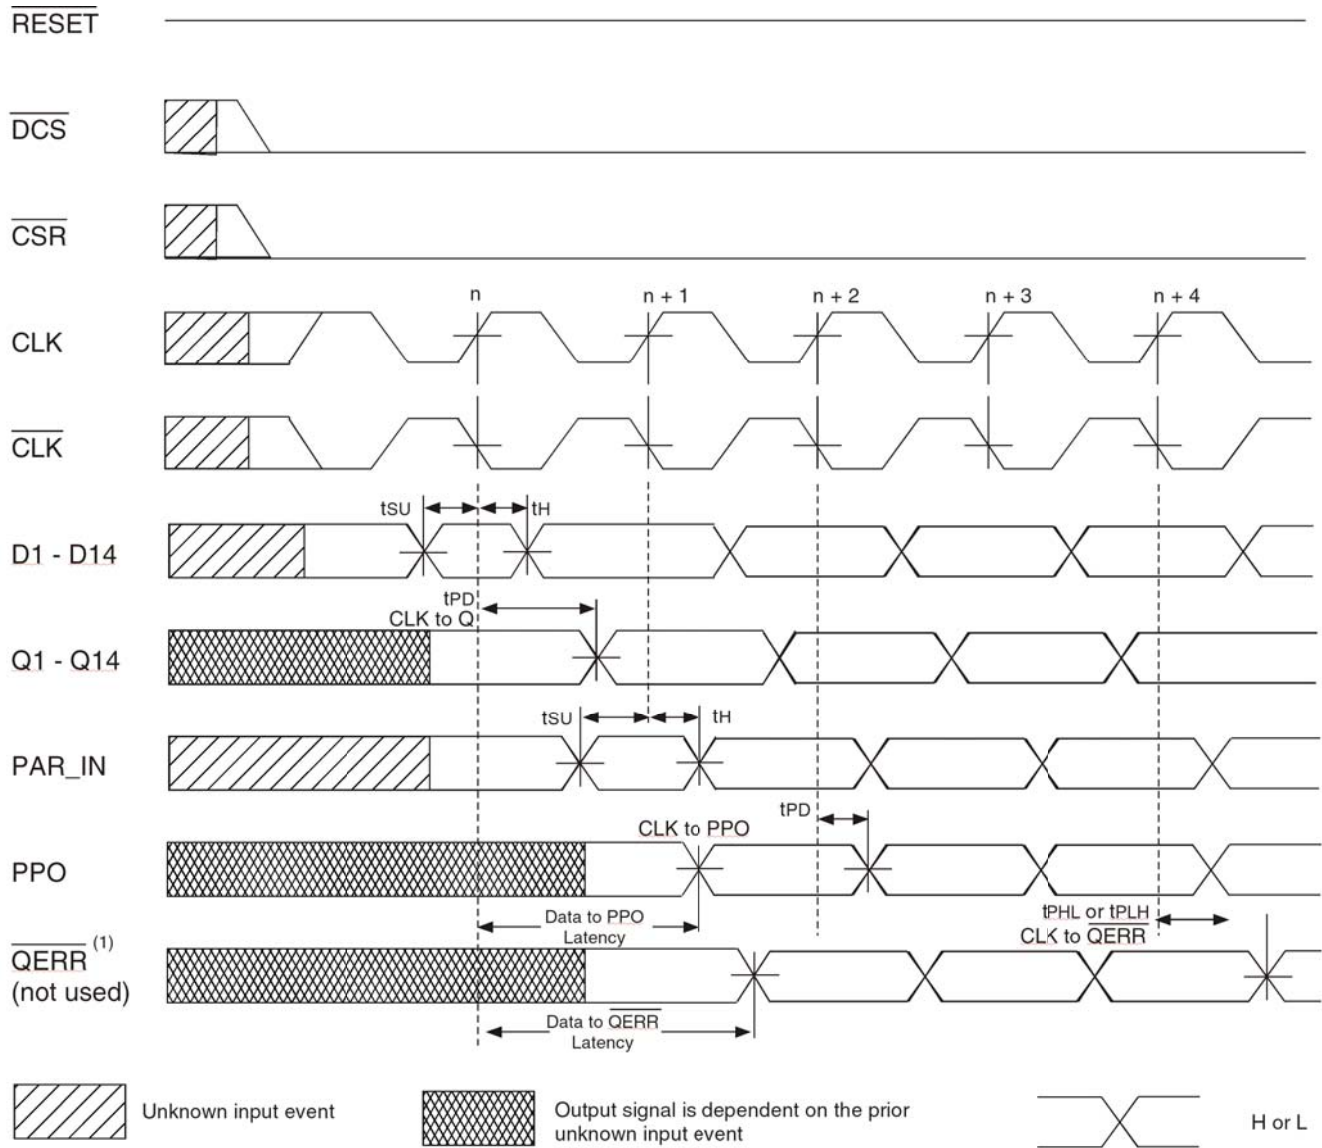 RESET
DCS
CSR
n n + 1 n + 2 n + 3 n + 4
CLK
CLK
tSU tH
D1 - D14
tPD
CLK to Q
Q1 - Q14
tSU tH
PAR_IN
tPD
CLK to PPO
PPO
Data to PPO
Latency
tPHL or tPLH
CLK to QERR
QERR (1)
(not used)
Data to QERR
Latency
Unknown input event
Output signal is dependent on the prior
unknown input event
H or L